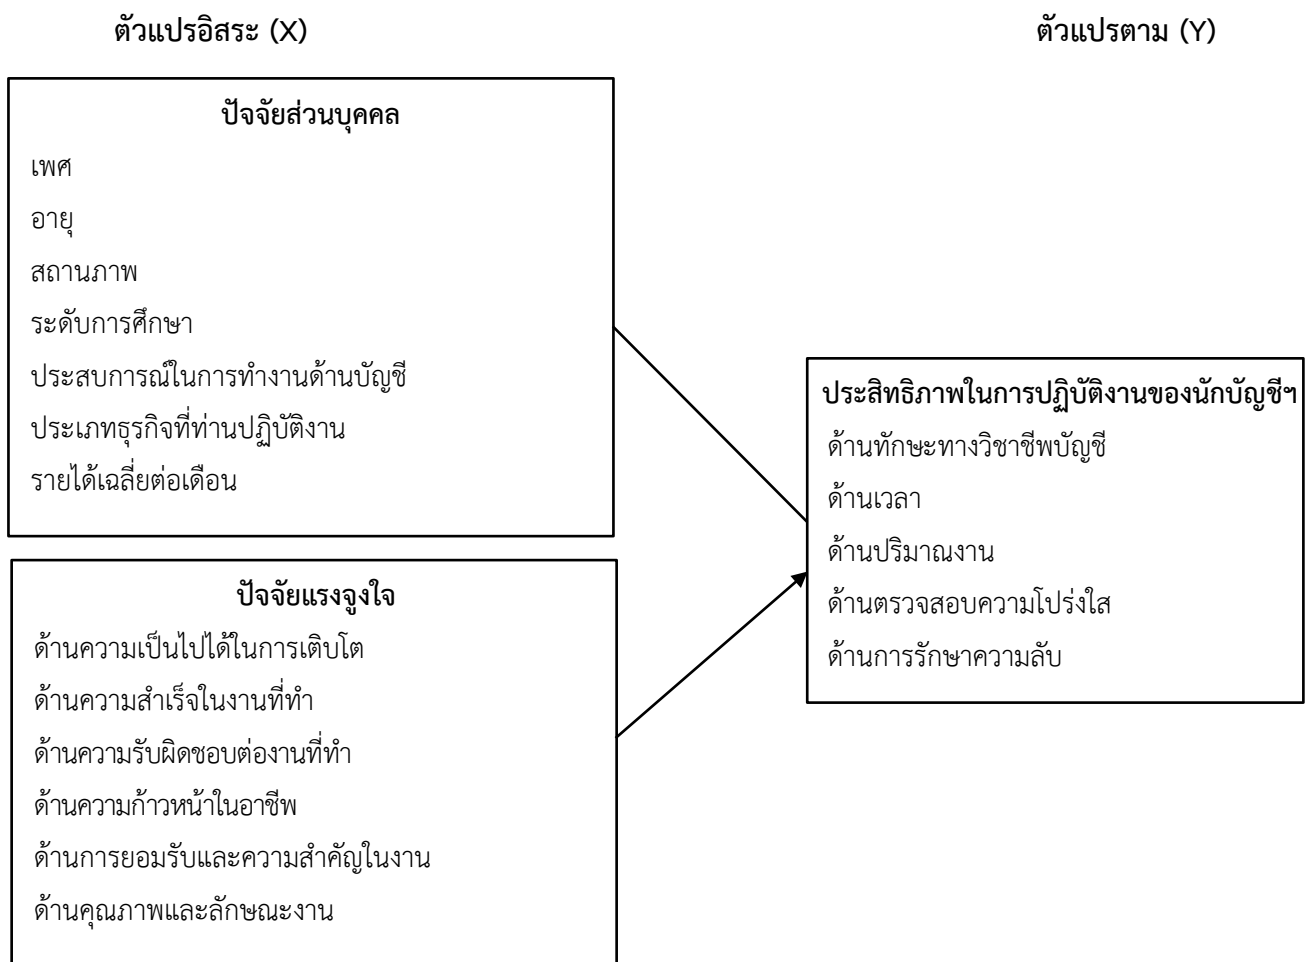 ตัวแปรอิสระ (X)
ตัวแปรตาม (Y)
ปัจจัยส่วนบุคคล
เพศ
อายุ
สถานภาพ
ระดับการศึกษา
ประสบการณ์ในการทำงานด้านบัญชี
ประเภทธุรกิจที่ท่านปฏิบัติงาน
รายได้เฉลี่ยต่อเดือน
ปัจจัยแรงจูงใจ
ด้านความเป็นไปได้ในการเติบโต
ด้านความสำเร็จในงานที่ทำ
ด้านความรับผิดชอบต่องานที่ทำ
ด้านความก้าวหน้าในอาชีพ
ด้านการยอมรับและความสำคัญในงาน
ด้านคุณภาพและลักษณะงาน
ประสิทธิภาพในการปฏิบัติงานของนักบัญชีฯ
ด้านทักษะทางวิชาชีพบัญชี
ด้านเวลา
ด้านปริมาณงาน
ด้านตรวจสอบความโปร่งใส
ด้านการรักษาความลับ